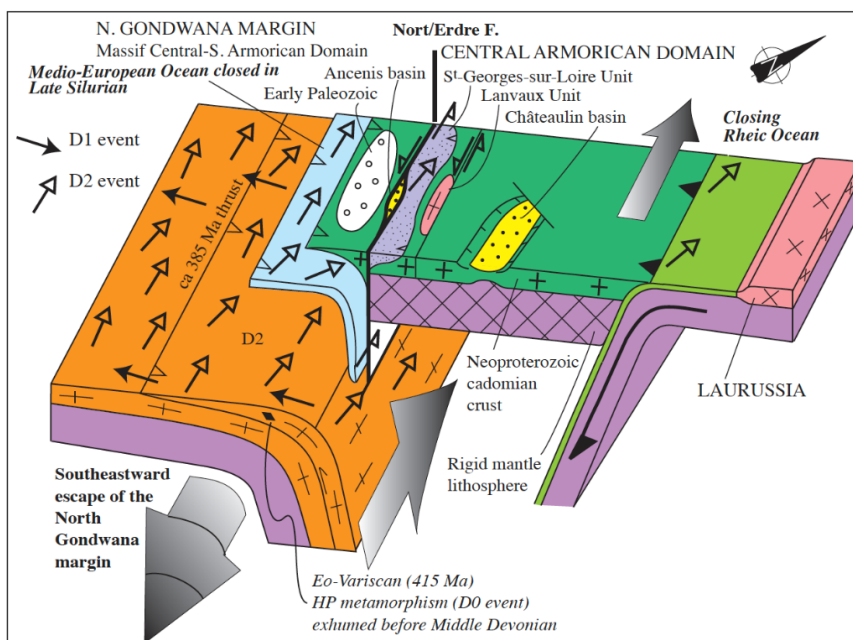 N. GONDWANA MARGIN
Massif Central-S. Armorican Domain
Medio-European Ocean closed in
Late Silurian
Nort/Erdre F.
CENTRAL ARMORICAN DOMAIN
Ancenis basin
Early Paleozoic
St-Georges-sur-Loire Unit
Lanvaux Unit
Châteaulin basin
Closing
Rheic Ocean
N
D1 event
D2 event
ca 385 Ma thrust
D2
Neoproterozoic
cadomian
crust
LAURUSSIA
Rigid mantle
lithosphere
Southeastward
escape of the
North
Gondwana
margin
Eo-Variscan (415 Ma)
HP metamorphism (D0 event)
exhumed before Middle Devonian